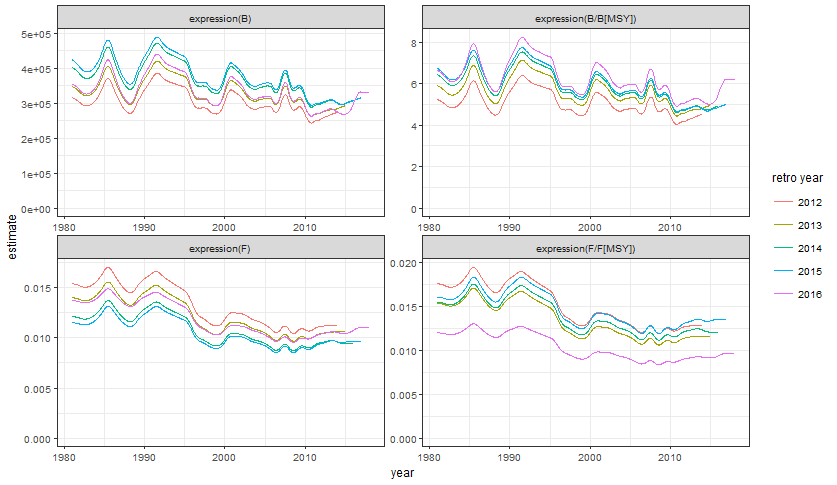 expression(B)
expression(B/B[MSY])
5e+05
4e+05
3e+05
2e+05
1e+05
0e+00
8
6
4
2
0
1980
1990
2000
2010
1980
1990
2000
2010
expression(F)
expression(F/F[MSY])
0.015
0.010
0.005
0.000
0.020
0.015
0.010
0.005
0.000
1980
1990
2000
2010
1980
1990
2000
2010
estimate
year
retro year
2012
2013
2014
2015
2016